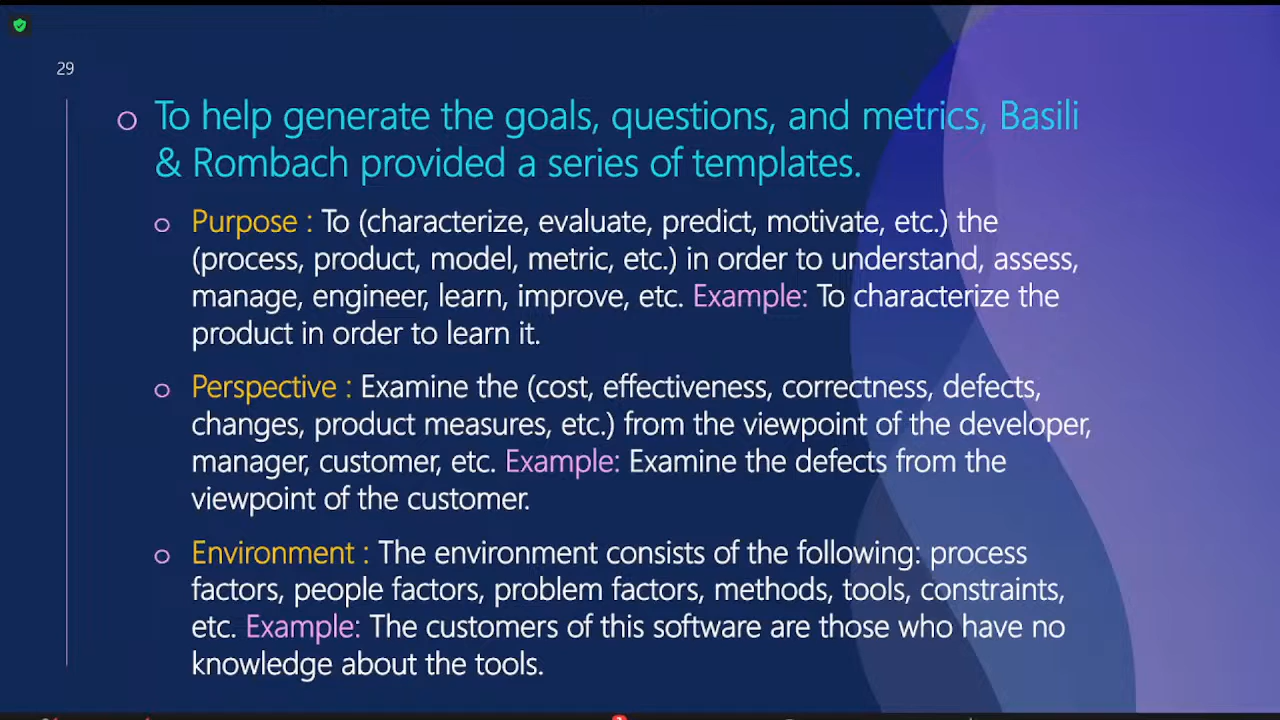 29
To help generate the goals, questions, and metrics, Basili
& Rombach provided a series of templates.
Purpose : To (characterize, evaluate, predict, motivate, etc.) the
(process, product, model, metric, etc.) in order to understand, assess,
manage, engineer, learn, improve, etc. Example: To characterize the
product in order to learn it.
Perspective : Examine the (cost, effectiveness, correctness, defects,
changes, product measures, etc.) from the viewpoint of the developer,
manager, customer, etc. Example: Examine the defects from the
viewpoint of the customer.
Environment : The environment consists of the following: process
factors, people factors, problem factors, methods, tools, constraints,
etc. Example: The customers of this software are those who have no
knowledge about the tools.